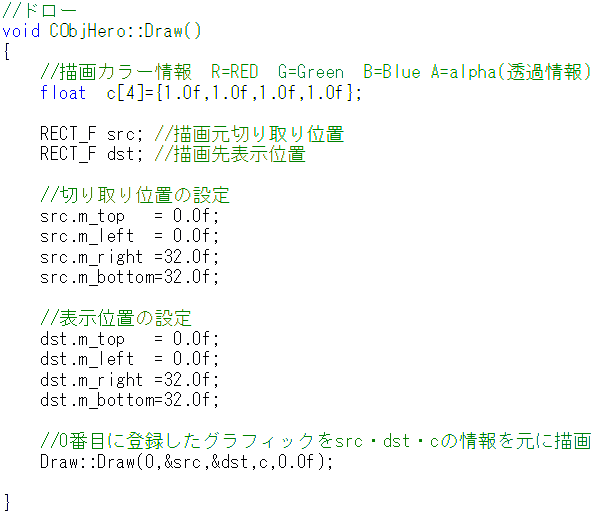 //ドロー
void CObjHero::Draw()
{
    //描画カラー情報  R=RED  G=Green  B=Blue A=alpha(透過情報)
    float  c[4]=[1.0f,1.0f,1.0f,1.0f};
    RECT_F src; //描画元切り取り位置
    RECT_F dst; //描画先表示位置
    //切り取り位置の設定
    src.m_top   = 0.0f;
    src.m_left  = 0.0f;
    src.m_right =32.0f;
    src.m_bottom=32.0f;
    //表示位置の設定
    dst.m_top   = 0.0f;
    dst.m_left  = 0.0f;
    dst.m_right =32.0f;
    dst.m_bottom=32.0f;
    //0番目に登録したグラフィックをsrc・dst・cの情報を元に描画
    Draw::Draw(0,&src,&dst,c,0.0f);
}